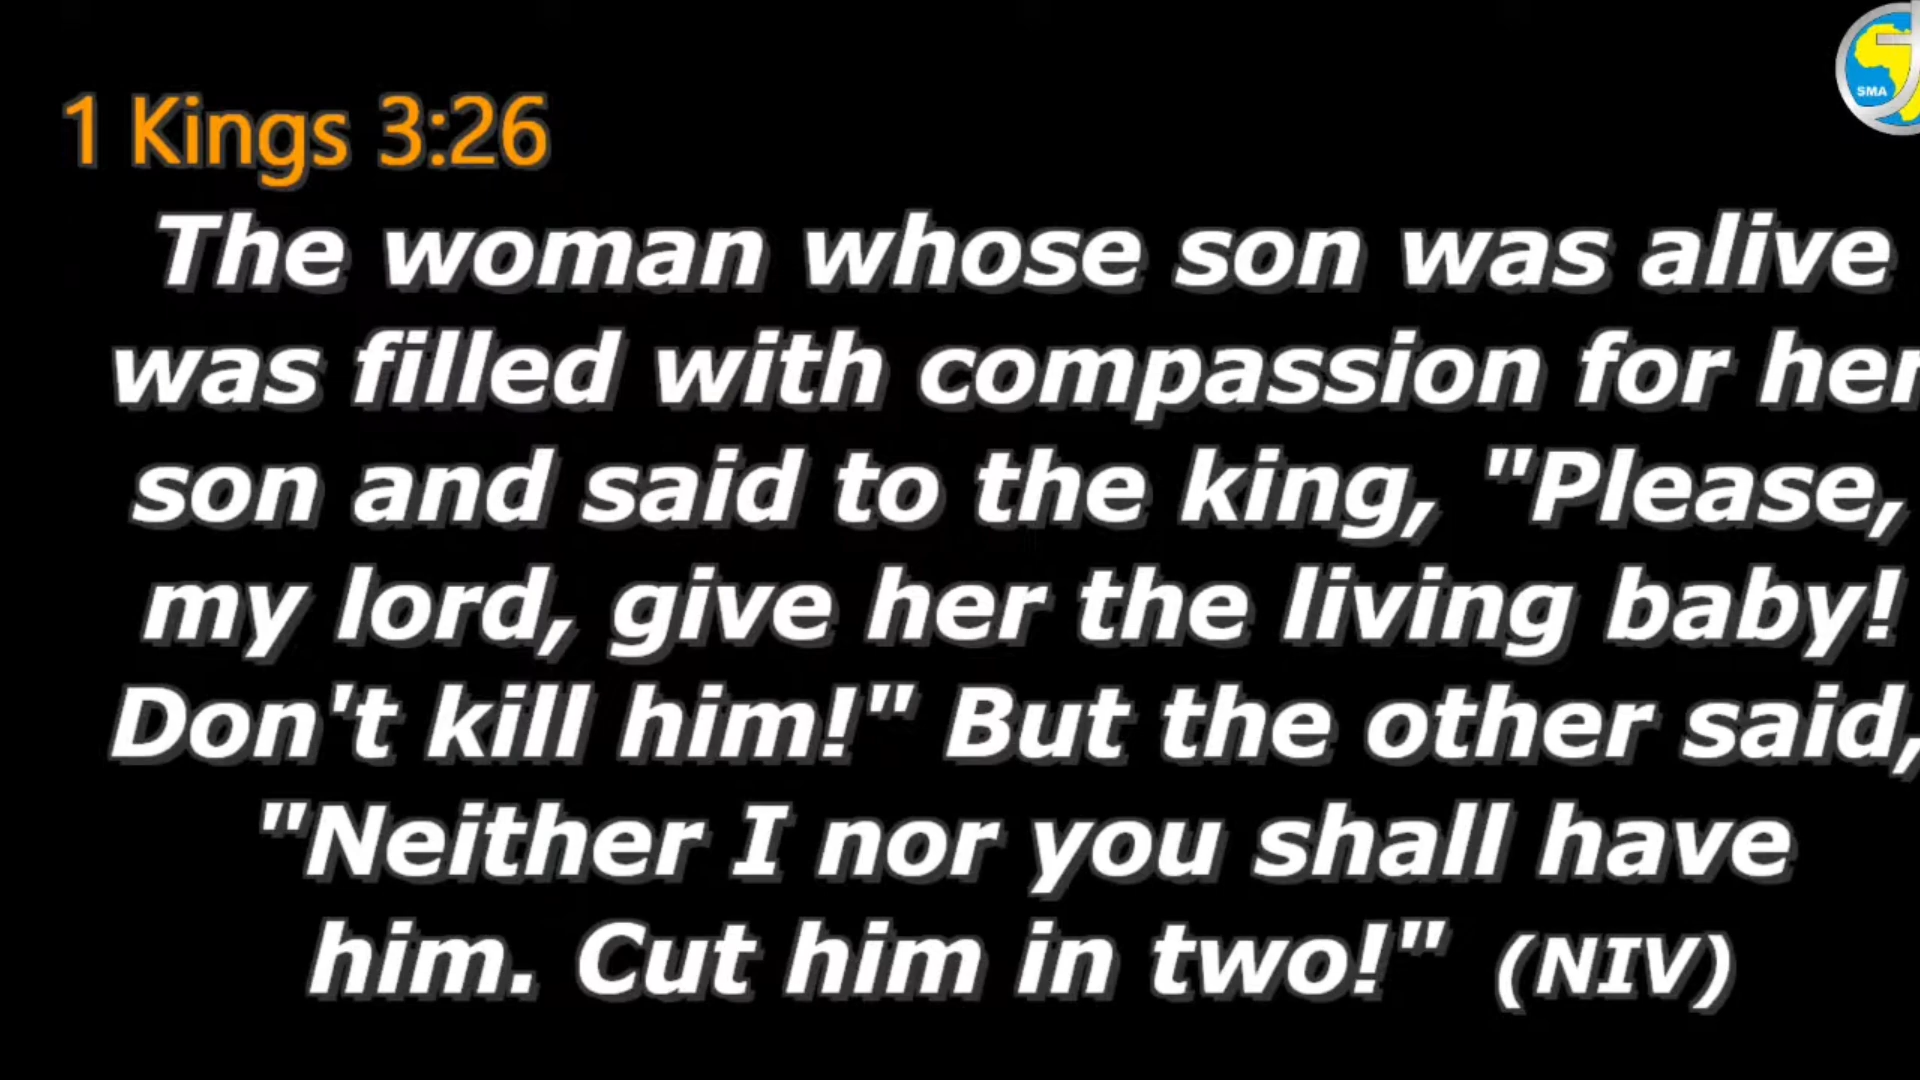 SMA
1 Kings 3:26
The woman whose son was alive
was filled with compassion for her
son and said to the king, "Please,
my lord, give her the living baby!
Don't kill him!" But the other said,
"Neither I nor you shall have
him. Cut him in two!" (NIV)